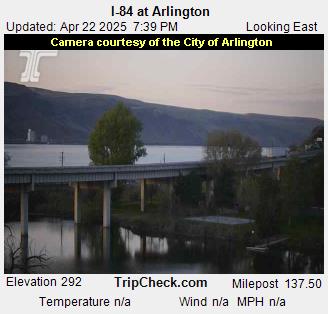 I-84 at Arlington
Updated: Apr 22 2025 7:39 PM Looking East
Camera courtesy of the City of Arlington
Elevation 292 TripCheck.com Milepost 137.50
Temperature n/a Wind n/a MPH n/a